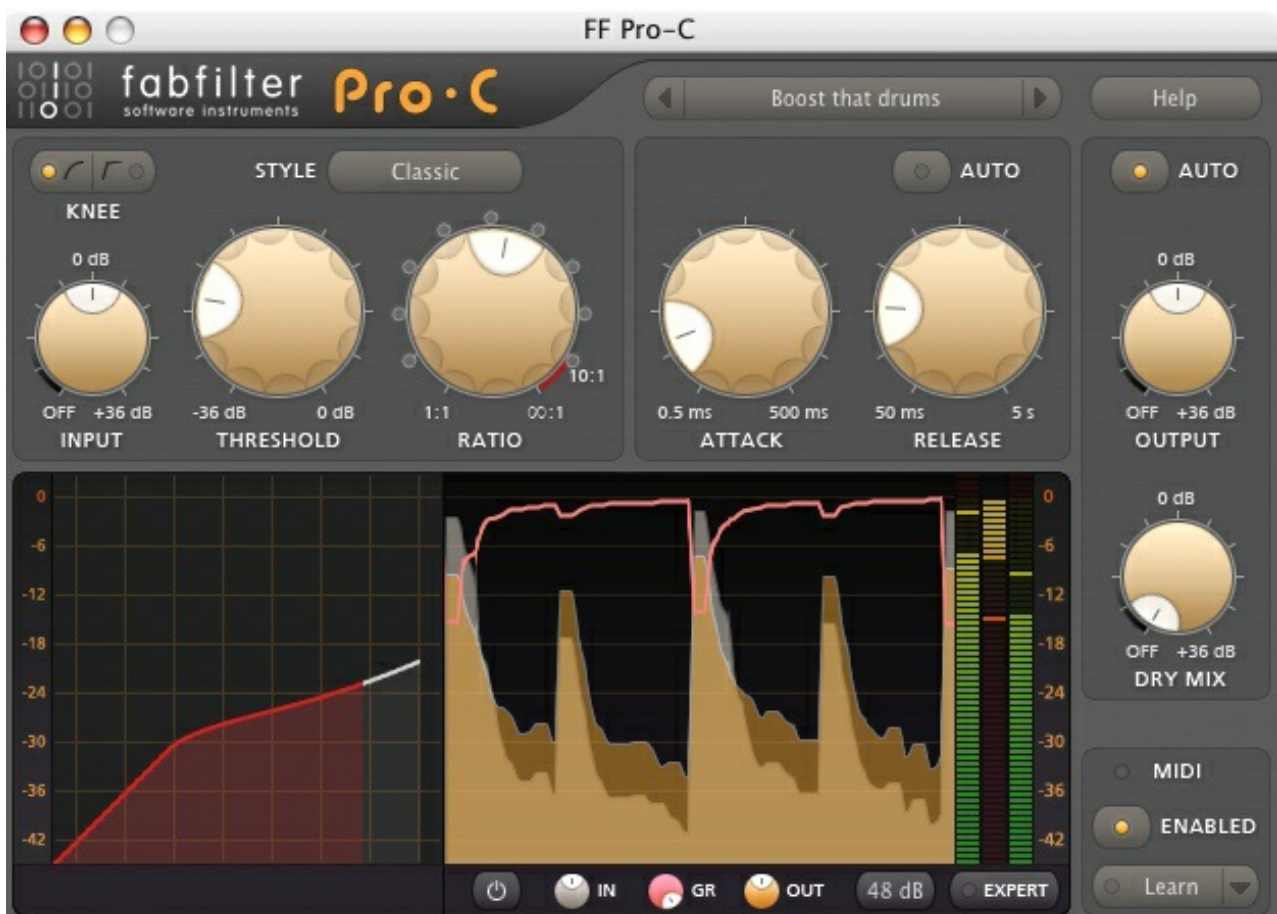 FF Pro-C
fabfilter
software instruments
Pro·C
Boost that drums
Help
KNEE
STYLE
Classic
AUTO
AUTO
0 dB
OFF +36 dB
INPUT
-36 dB 0 dB
THRESHOLD
1:1 10:1 ∞:1
RATIO
0.5 ms 500 ms
ATTACK
50 ms 5 s
RELEASE
0 dB
OFF +36 dB
OUTPUT
0 dB
OFF +36 dB
DRY MIX
0
-6
-12
-18
-24
-30
-36
-42
0
-6
-12
-18
-24
-30
-36
-42
IN
GR
OUT
48 dB
EXPERT
MIDI
ENABLED
Learn